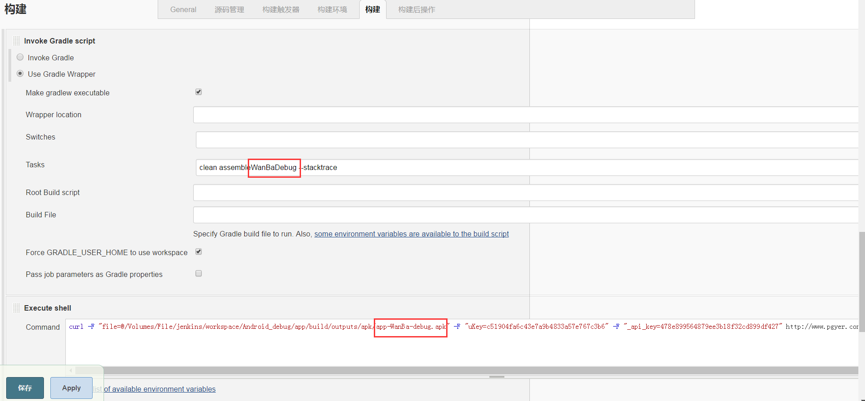 构建
General 源码管理 构建触发器 构建环境 构建 构建后操作
Invoke Gradle script
Invoke Gradle
Use Gradle Wrapper
Make gradlew executable
Wrapper location
Switches
Tasks clean assembleWanBaDebug --stacktrace
Root Build script
Build File
Specify Gradle build file to run. Also, some environment variables are available to the build script
Force GRADLE_USER_HOME to use workspace
Pass job parameters as Gradle properties
Execute shell
Command curl -F "file=@/Volumes/File/jenkins/workspace/Android_debug/app/build/outputs/apk/app-WanBa-debug.apk" -F "uKey=c51904fa6c43e7a9b4833a57e767c3b6" -F "_api_key=478e899564879ee3b18f32cd899df427" http://www.pgyer.com
of available environment variables
保存 Apply